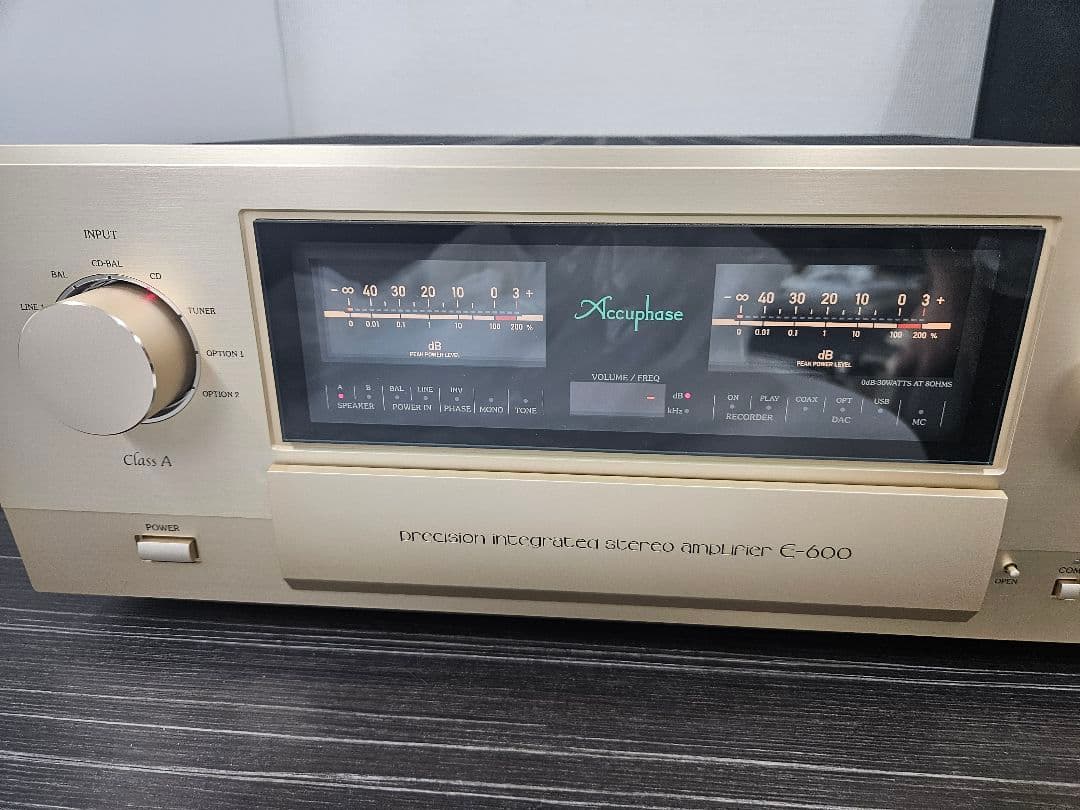 INPUT
LINE 1
BAL
CD-BAL
CD
TUNER
OPTION 1
OPTION 2
Class A
POWER
- ∞ 40 30 20 10 0 3 +
0 0.01 0.1 1 10 100 200 %
dB
PEAK POWER LEVEL
Accuphase
- ∞ 40 30 20 10 0 3 +
0 0.01 0.1 1 10 100 200 %
dB
PEAK POWER LEVEL
0dB:30WATTS AT 8OHMS
A B
SPEAKER
BAL LINE
POWER IN
INV
PHASE
MONO
TONE
VOLUME / FREQ
dB
kHz
ON PLAY
RECORDER
COAX OPT USB
DAC
MC
precision integrated stereo amplifier E-600
OPEN
COM